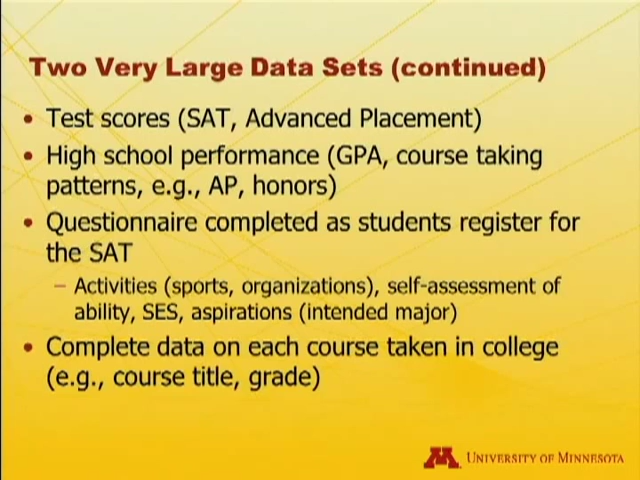 Two Very Large Data Sets (continued)
• Test scores (SAT, Advanced Placement)
• High school performance (GPA, course taking
patterns, e.g., AP, honors)
• Questionnaire completed as students register for
the SAT
– Activities (sports, organizations), self-assessment of
ability, SES, aspirations (intended major)
• Complete data on each course taken in college
(e.g., course title, grade)
M UNIVERSITY OF MINNESOTA